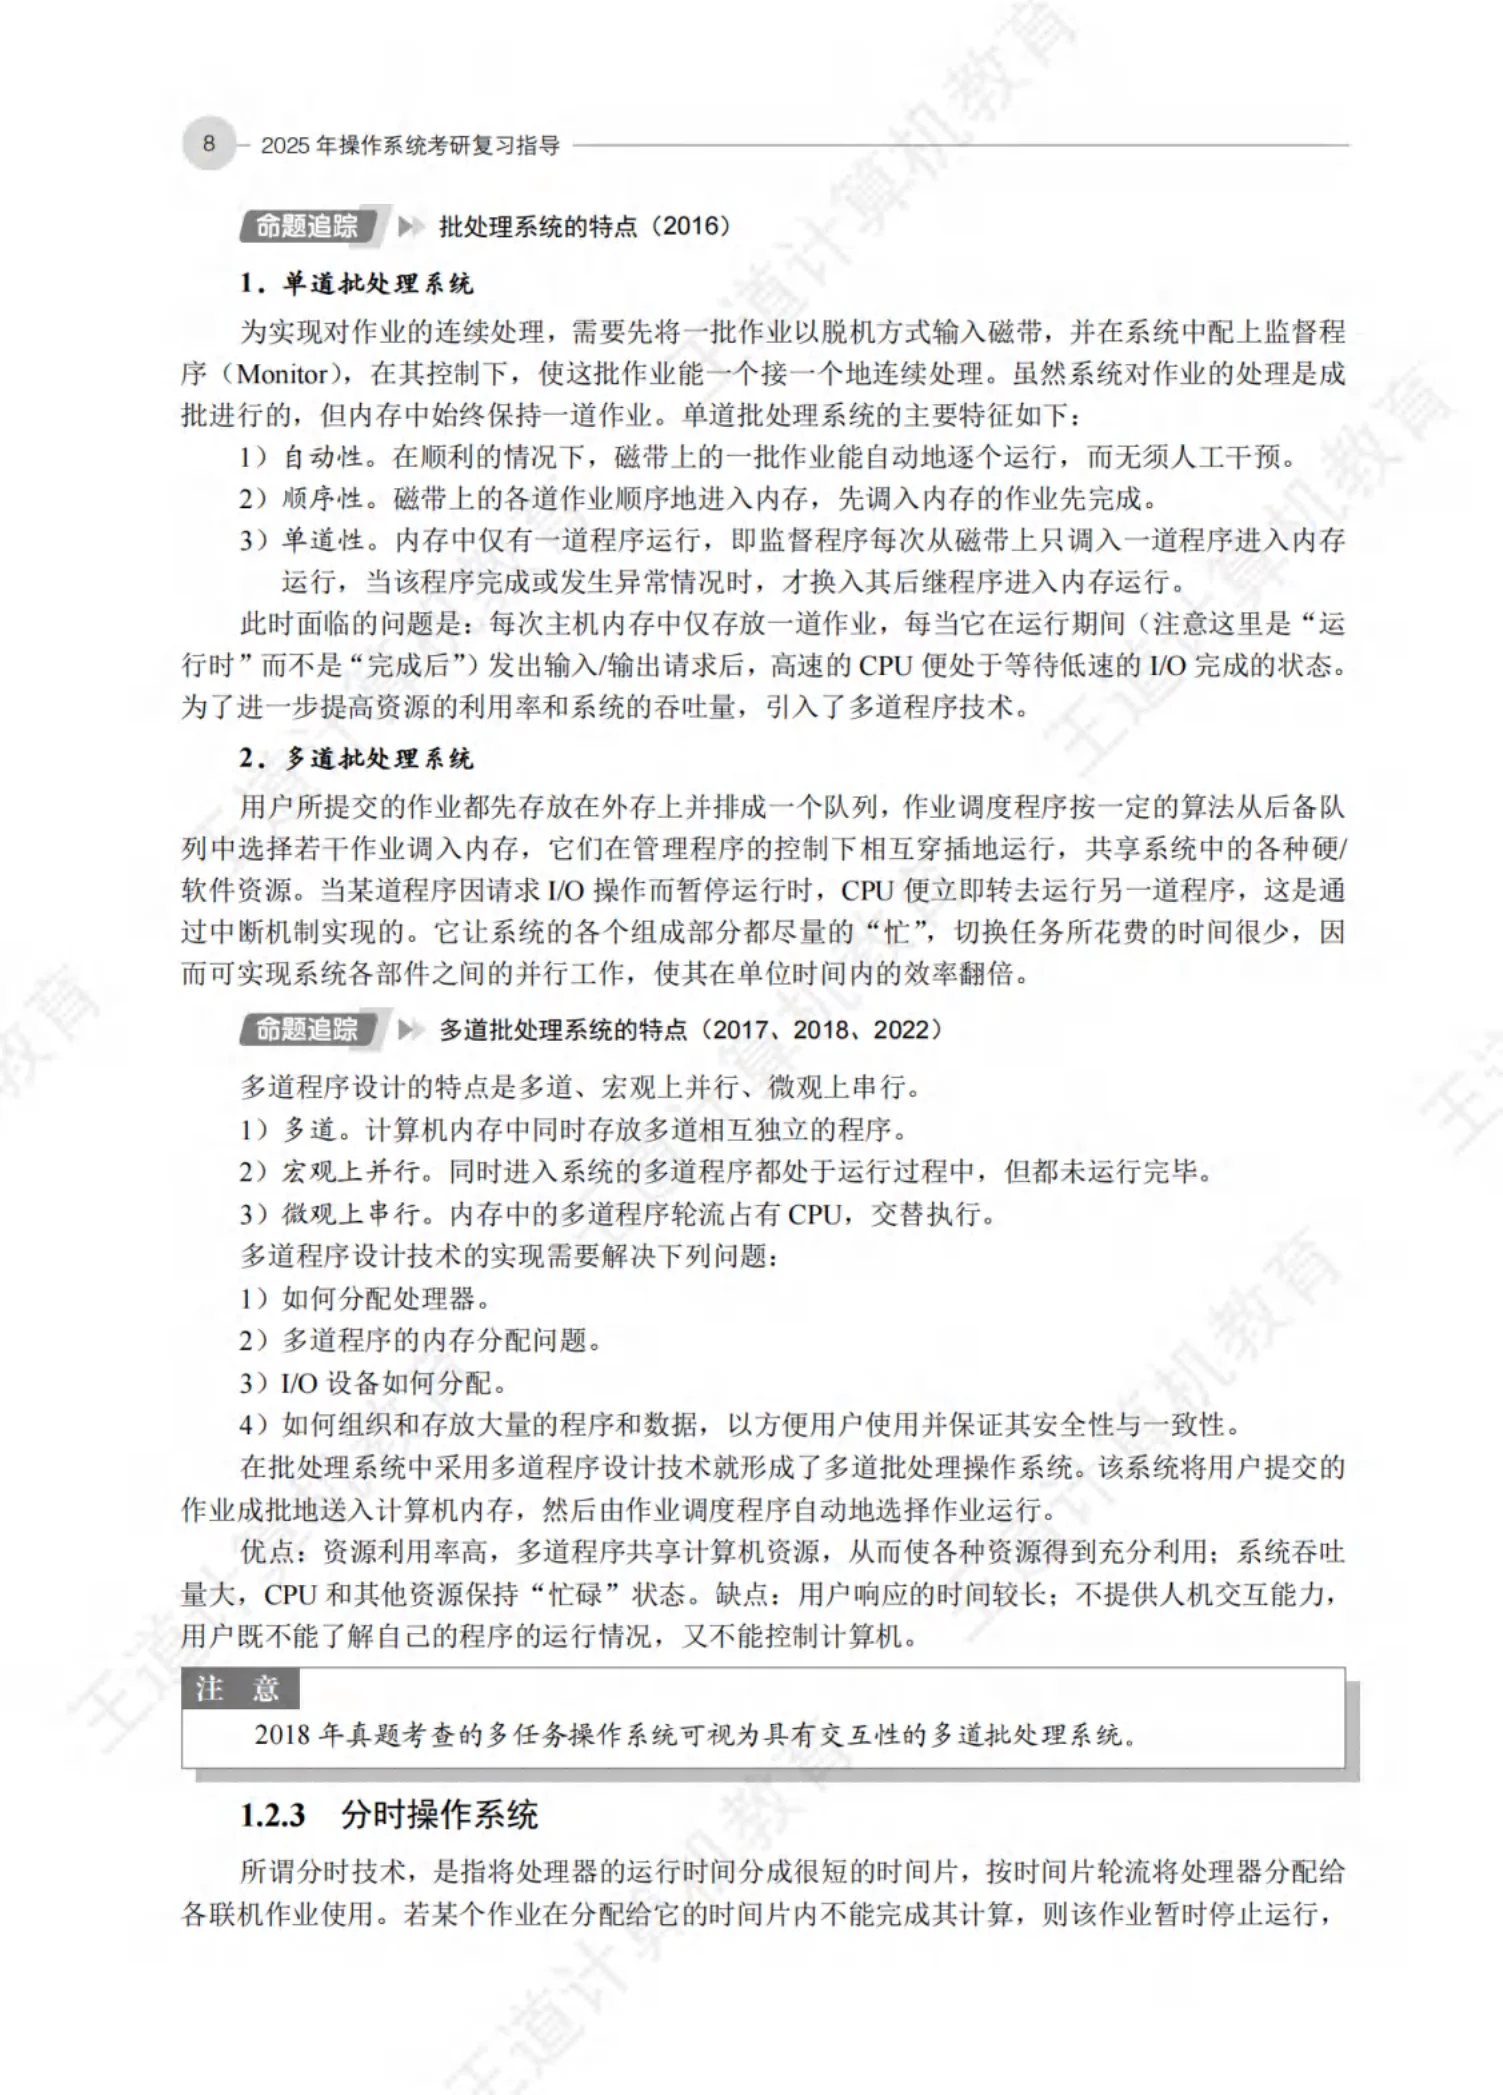 8 2025 年操作系统考研复习指导
命题追踪 批处理系统的特点（2016）
1．单道批处理系统
为实现对作业的连续处理，需要先将一批作业以脱机方式输入磁带，并在系统中配上监督程
序（Monitor），在其控制下，使这批作业能一个接一个地连续处理。虽然系统对作业的处理是成
批进行的，但内存中始终保持一道作业。单道批处理系统的主要特征如下：
1）自动性。在顺利的情况下，磁带上的一批作业能自动地逐个运行，而无须人工干预。
2）顺序性。磁带上的各道作业顺序地进入内存，先调入内存的作业先完成。
3）单道性。内存中仅有一道程序运行，即监督程序每次从磁带上只调入一道程序进入内存
运行，当该程序完成或发生异常情况时，才换入其后继程序进入内存运行。
此时面临的问题是：每次主机内存中仅存放一道作业，每当它在运行期间（注意这里是“运
行时”而不是“完成后”）发出输入/输出请求后，高速的 CPU 便处于等待低速的 I/O 完成的状态。
为了进一步提高资源的利用率和系统的吞吐量，引入了多道程序技术。
2．多道批处理系统
用户所提交的作业都先存放在外存上并排成一个队列，作业调度程序按一定的算法从后备队
列中选择若干作业调入内存，它们在管理程序的控制下相互穿插地运行，共享系统中的各种硬/
软件资源。当某道程序因请求 I/O 操作而暂停运行时，CPU 便立即转去运行另一道程序，这是通
过中断机制实现的。它让系统的各个组成部分都尽量的“忙”，切换任务所花费的时间很少，因
而可实现系统各部件之间的并行工作，使其在单位时间内的效率翻倍。
命题追踪 多道批处理系统的特点（2017、2018、2022）
多道程序设计的特点是多道、宏观上并行、微观上串行。
1）多道。计算机内存中同时存放多道相互独立的程序。
2）宏观上并行。同时进入系统的多道程序都处于运行过程中，但都未运行完毕。
3）微观上串行。内存中的多道程序轮流占有 CPU，交替执行。
多道程序设计技术的实现需要解决下列问题：
1）如何分配处理器。
2）多道程序的内存分配问题。
3）I/O 设备如何分配。
4）如何组织和存放大量的程序和数据，以方便用户使用并保证其安全性与一致性。
在批处理系统中采用多道程序设计技术就形成了多道批处理操作系统。该系统将用户提交的
作业成批地送入计算机内存，然后由作业调度程序自动地选择作业运行。
优点：资源利用率高，多道程序共享计算机资源，从而使各种资源得到充分利用；系统吞吐
量大，CPU 和其他资源保持“忙碌”状态。缺点：用户响应的时间较长；不提供人机交互能力，
用户既不能了解自己的程序的运行情况，又不能控制计算机。
注 意
2018 年真题考查的多任务操作系统可视为具有交互性的多道批处理系统。
1.2.3 分时操作系统
所谓分时技术，是指将处理器的运行时间分成很短的时间片，按时间片轮流将处理器分配给
各联机作业使用。若某个作业在分配给它的时间片内不能完成其计算，则该作业暂时停止运行，
王道计算机教育
王道计算机教育
王道计算机教育
王道计算机教育
王道计算机教育
王道计算机教育
王道计算机教育
教育
王道